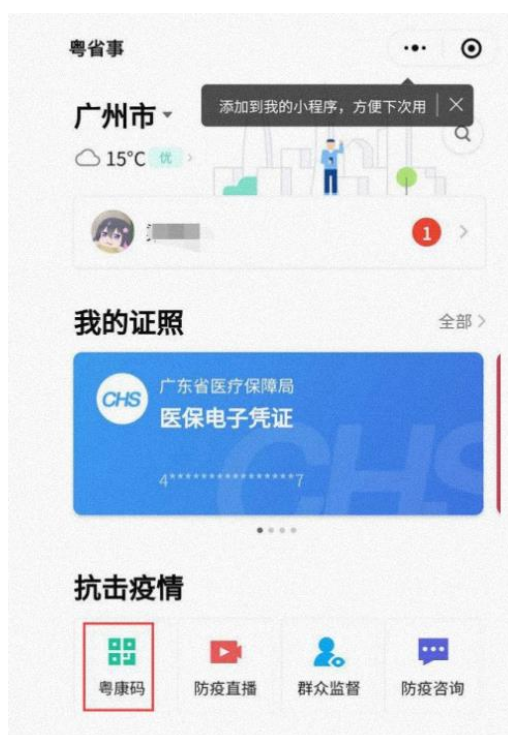 粤省事
添加到我的小程序，方便下次用
广州市
15°C 优
1
我的证照
全部
CHS
广东省医疗保障局
医保电子凭证
4****************7
CHS
抗击疫情
粤康码
防疫直播
群众监督
防疫咨询